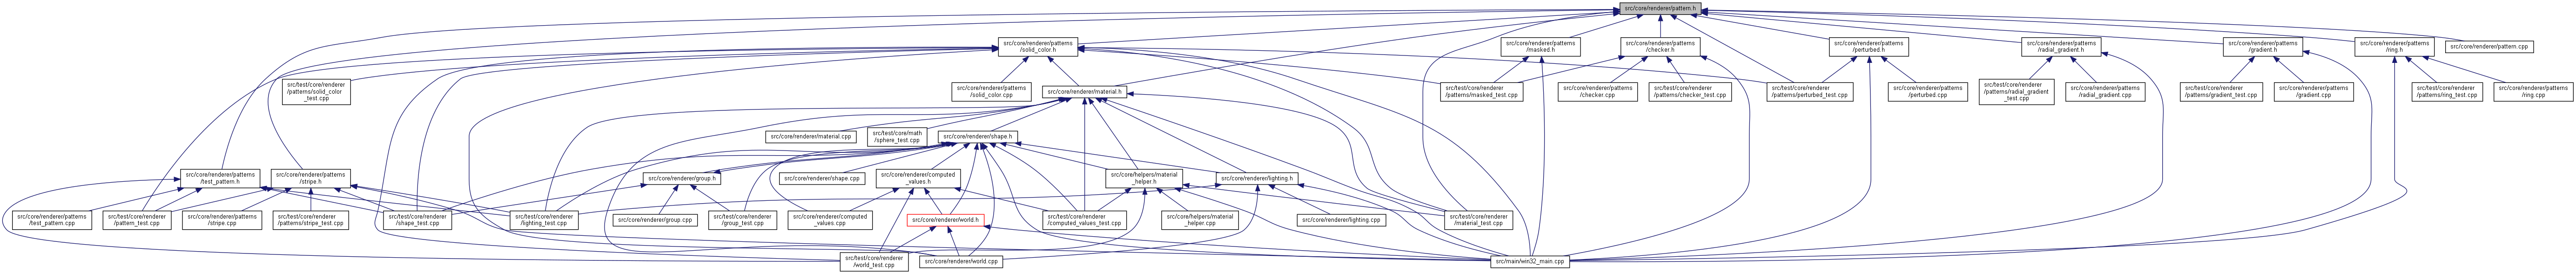 src/core/renderer/pattern.h
src/core/renderer/patterns
/solid_color.h
src/core/renderer/patterns
/masked.h
src/core/renderer/patterns
/checker.h
src/core/renderer/patterns
/perturbed.h
src/core/renderer/patterns
/radial_gradient.h
src/core/renderer/patterns
/gradient.h
src/core/renderer/patterns
/ring.h
src/core/renderer/pattern.cpp
src/test/core/renderer
/patterns/solid_color
_test.cpp
src/core/renderer/patterns
/solid_color.cpp
src/core/renderer/material.h
src/test/core/renderer
/patterns/masked_test.cpp
src/core/renderer/patterns
/checker.cpp
src/test/core/renderer
/patterns/checker_test.cpp
src/test/core/renderer
/patterns/perturbed_test.cpp
src/core/renderer/patterns
/perturbed.cpp
src/test/core/renderer
/patterns/radial_gradient
_test.cpp
src/core/renderer/patterns
/radial_gradient.cpp
src/test/core/renderer
/patterns/gradient_test.cpp
src/core/renderer/patterns
/gradient.cpp
src/test/core/renderer
/patterns/ring_test.cpp
src/core/renderer/patterns
/ring.cpp
src/core/renderer/material.cpp
src/test/core/math
/sphere_test.cpp
src/core/renderer/shape.h
src/core/renderer/patterns
/test_pattern.h
src/core/renderer/patterns
/stripe.h
src/core/renderer/group.h
src/core/renderer/shape.cpp
src/core/renderer/computed
_values.h
src/core/helpers/material
_helper.h
src/core/renderer/lighting.h
src/core/renderer/patterns
/test_pattern.cpp
src/test/core/renderer
/pattern_test.cpp
src/core/renderer/patterns
/stripe.cpp
src/test/core/renderer
/patterns/stripe_test.cpp
src/test/core/renderer
/shape_test.cpp
src/test/core/renderer
/lighting_test.cpp
src/core/renderer/group.cpp
src/test/core/renderer
/group_test.cpp
src/core/renderer/computed
_values.cpp
src/core/renderer/world.h
src/test/core/renderer
/computed_values_test.cpp
src/core/helpers/material
_helper.cpp
src/core/renderer/lighting.cpp
src/test/core/renderer
/material_test.cpp
src/test/core/renderer
/world_test.cpp
src/core/renderer/world.cpp
src/main/win32_main.cpp